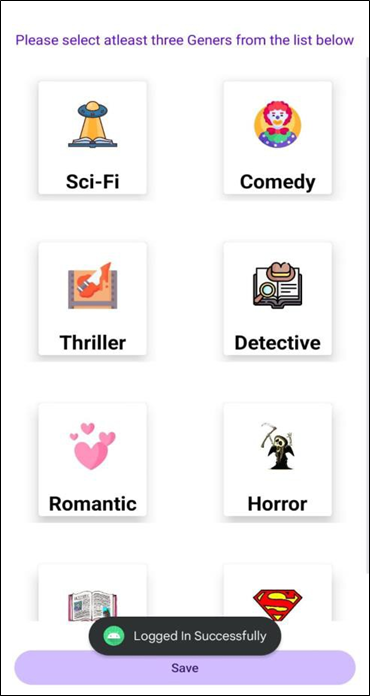 Please select atleast three Geners from the list below
Sci-Fi
Comedy
Thriller
Detective
Romantic
Horror
Logged In Successfully
Save